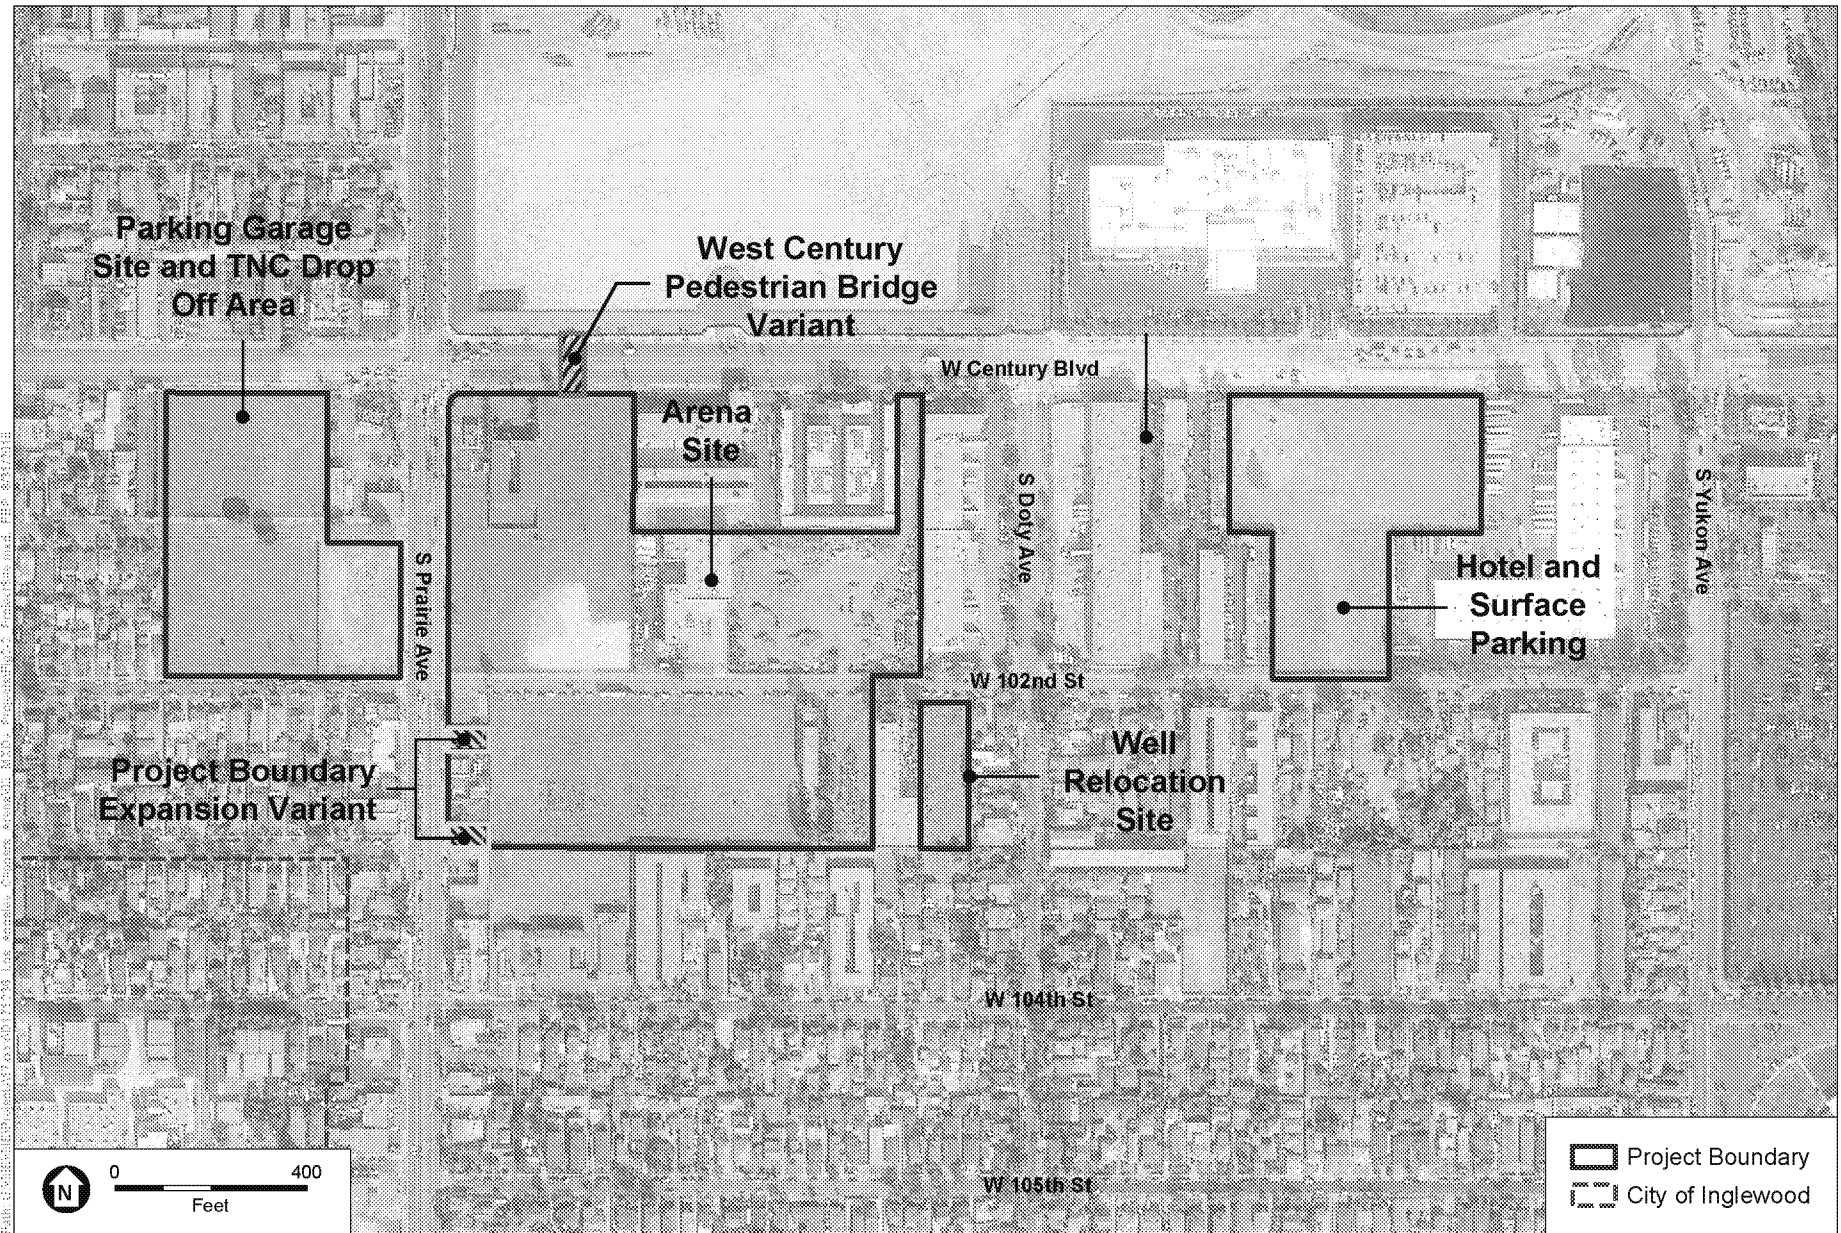 Parking Garage
Site and TNC Drop
Off Area
West Century
Pedestrian Bridge
Variant
W Century Blvd
Arena
Site
S Prairie Ave
S Doty Ave
S Yukon Ave
Hotel and
Surface
Parking
W 102nd St
Project Boundary
Expansion Variant
Well
Relocation
Site
W 104th St
W 105th St
N
0 400
Feet
Project Boundary
City of Inglewood